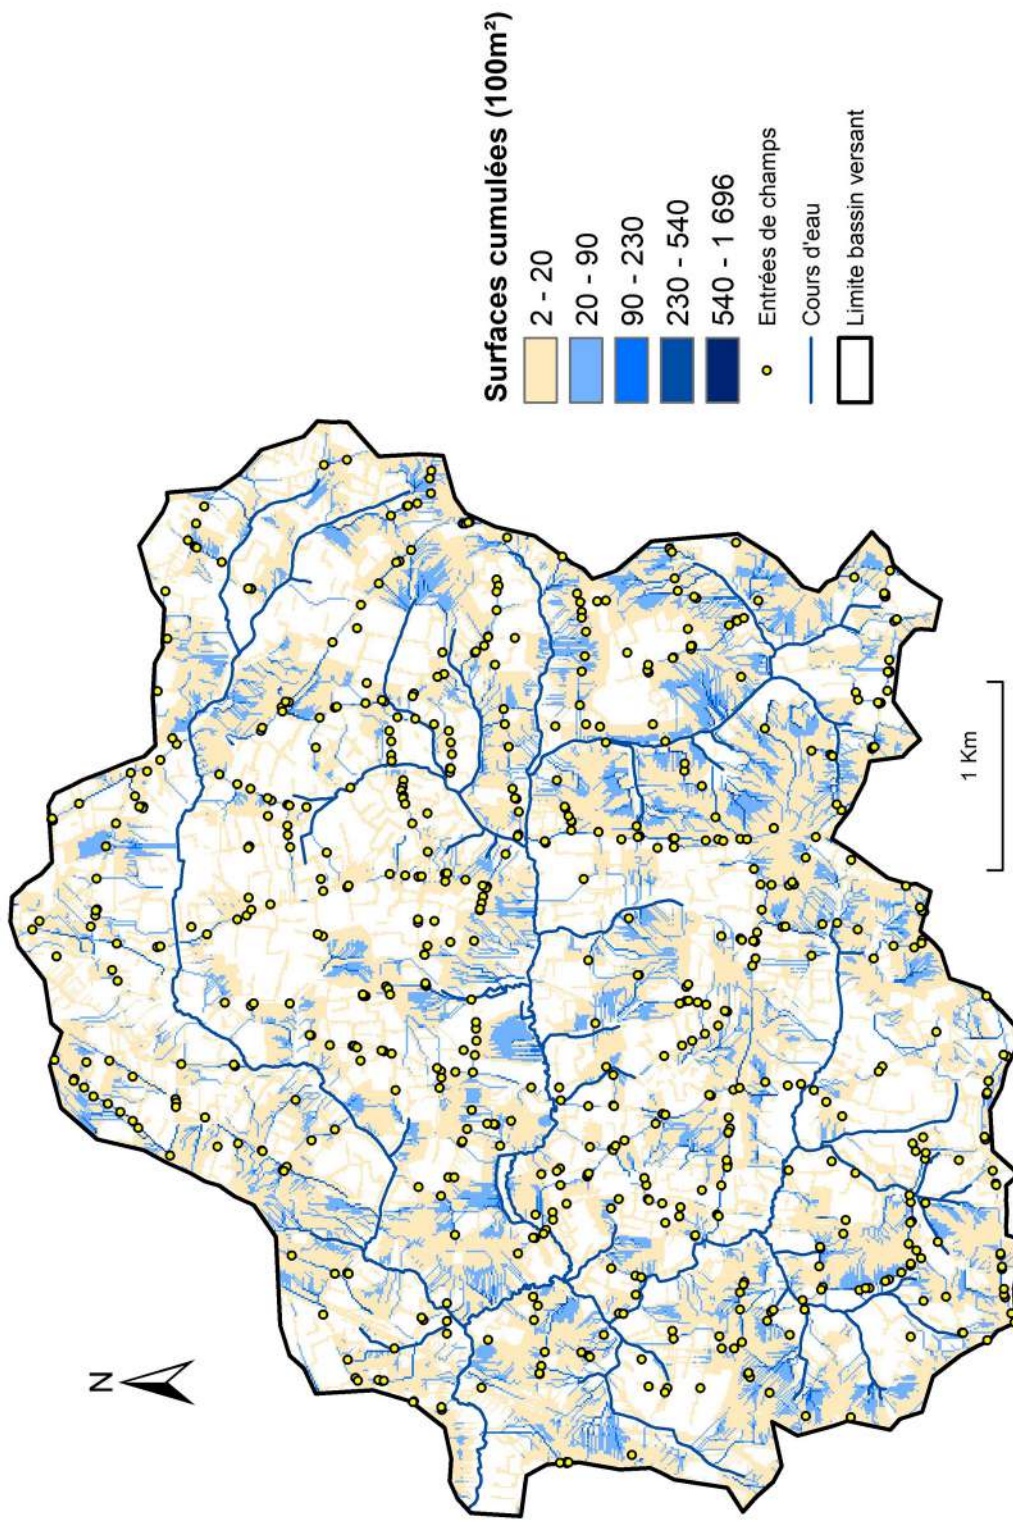 N
Surfaces cumulées (100m²)
2 - 20
20 - 90
90 - 230
230 - 540
540 - 1 696
Entrées de champs
Cours d'eau
Limite bassin versant
1 Km